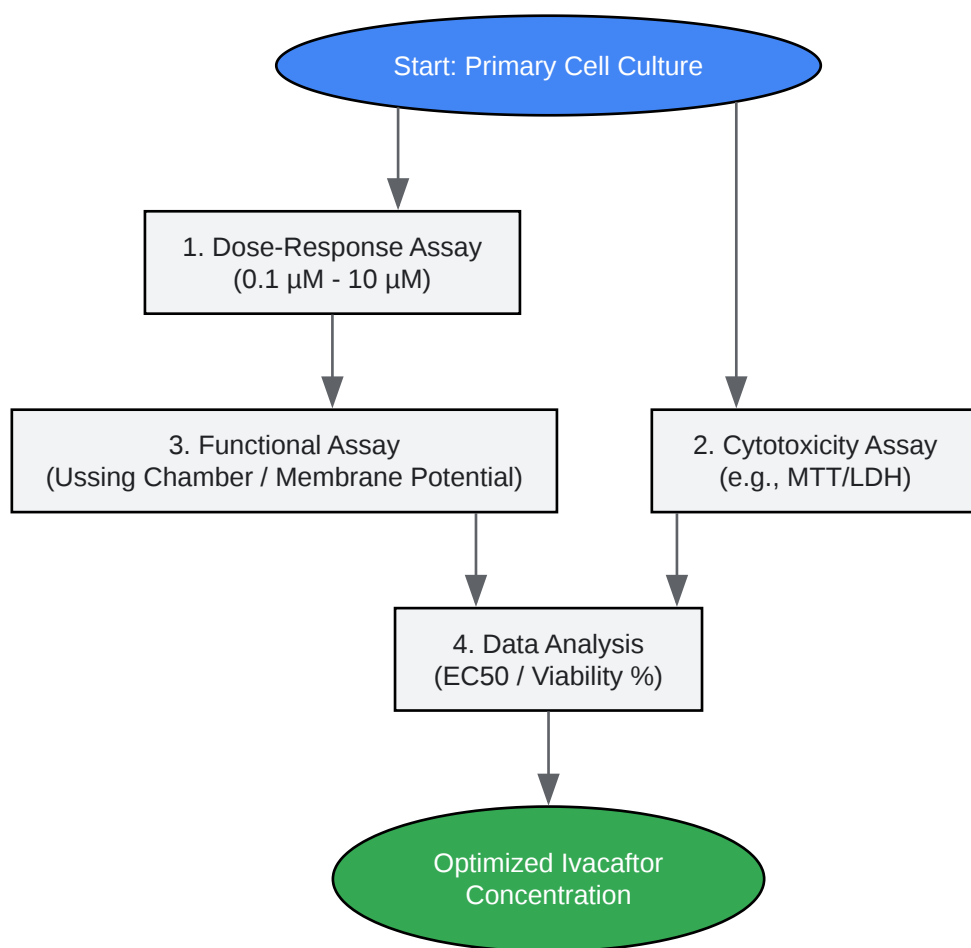 Start: Primary Cell Culture
1. Dose-Response Assay
(0.1 µM - 10 µM)
3. Functional Assay
(Ussing Chamber / Membrane Potential)
2. Cytotoxicity Assay
(e.g., MTT/LDH)
4. Data Analysis
(EC50 / Viability %)
Optimized Ivacaftor
Concentration